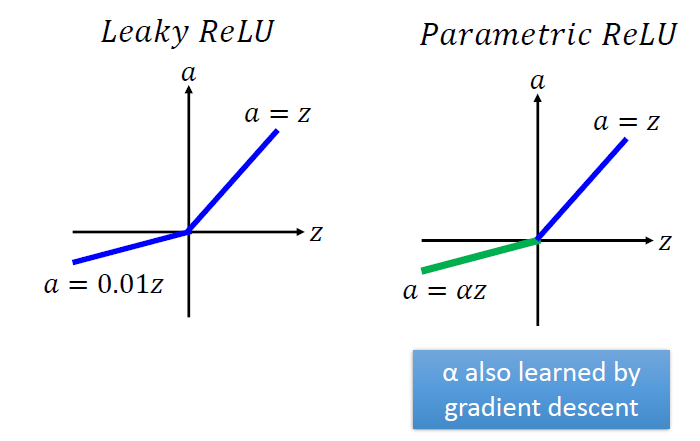 Leaky ReLU
a
a = z
z
a = 0.01z
Parametric ReLU
a
a = z
z
a = αz
α also learned by
gradient descent